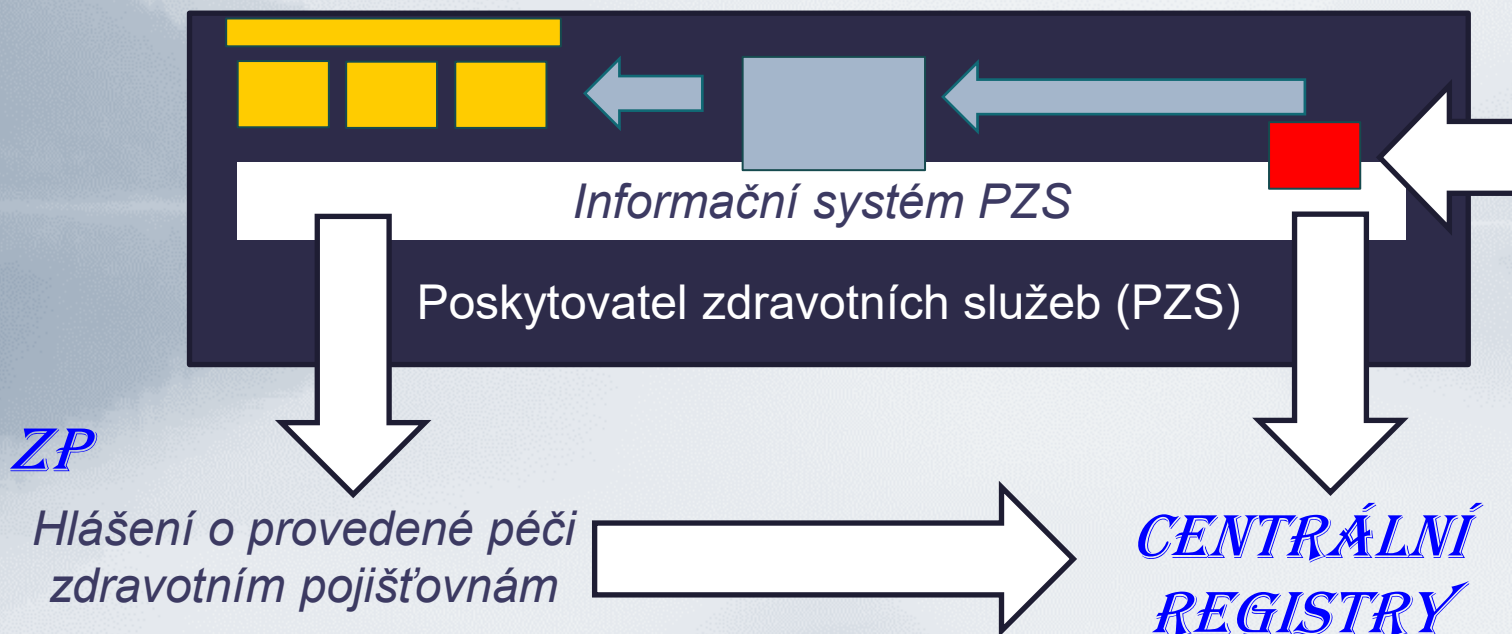 Informační systém PZS
Poskytovatel zdravotních služeb (PZS)
ZP
Hlášení o provedené péči
zdravotním pojišťovnám
CENTRÁLNÍ
REGISTRY